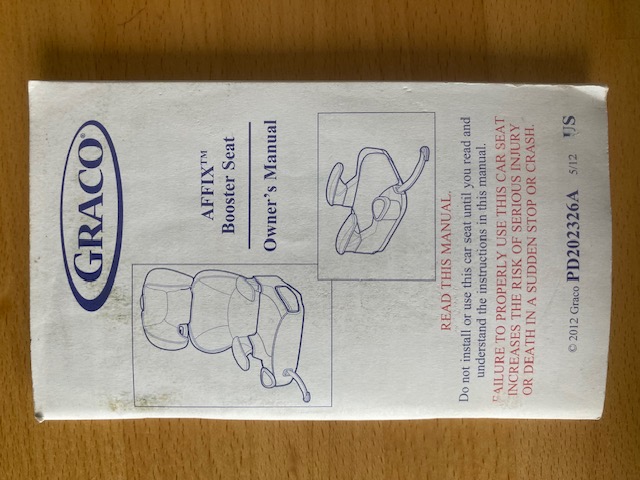 GRACO®
AFFIX™
Booster Seat
Owner's Manual
READ THIS MANUAL.
Do not install or use this car seat until you read and
understand the instructions in this manual.
FAILURE TO PROPERLY USE THIS CAR SEAT
INCREASES THE RISK OF SERIOUS INJURY
OR DEATH IN A SUDDEN STOP OR CRASH.
© 2012 Graco PD202326A 5/12 US